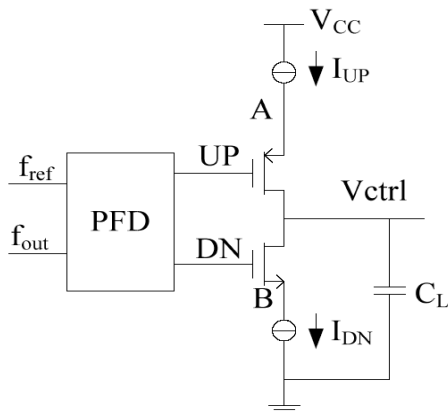 V_CC
I_UP
A
UP
f_ref
Vctrl
PFD
f_out
DN
B
C_L
I_DN